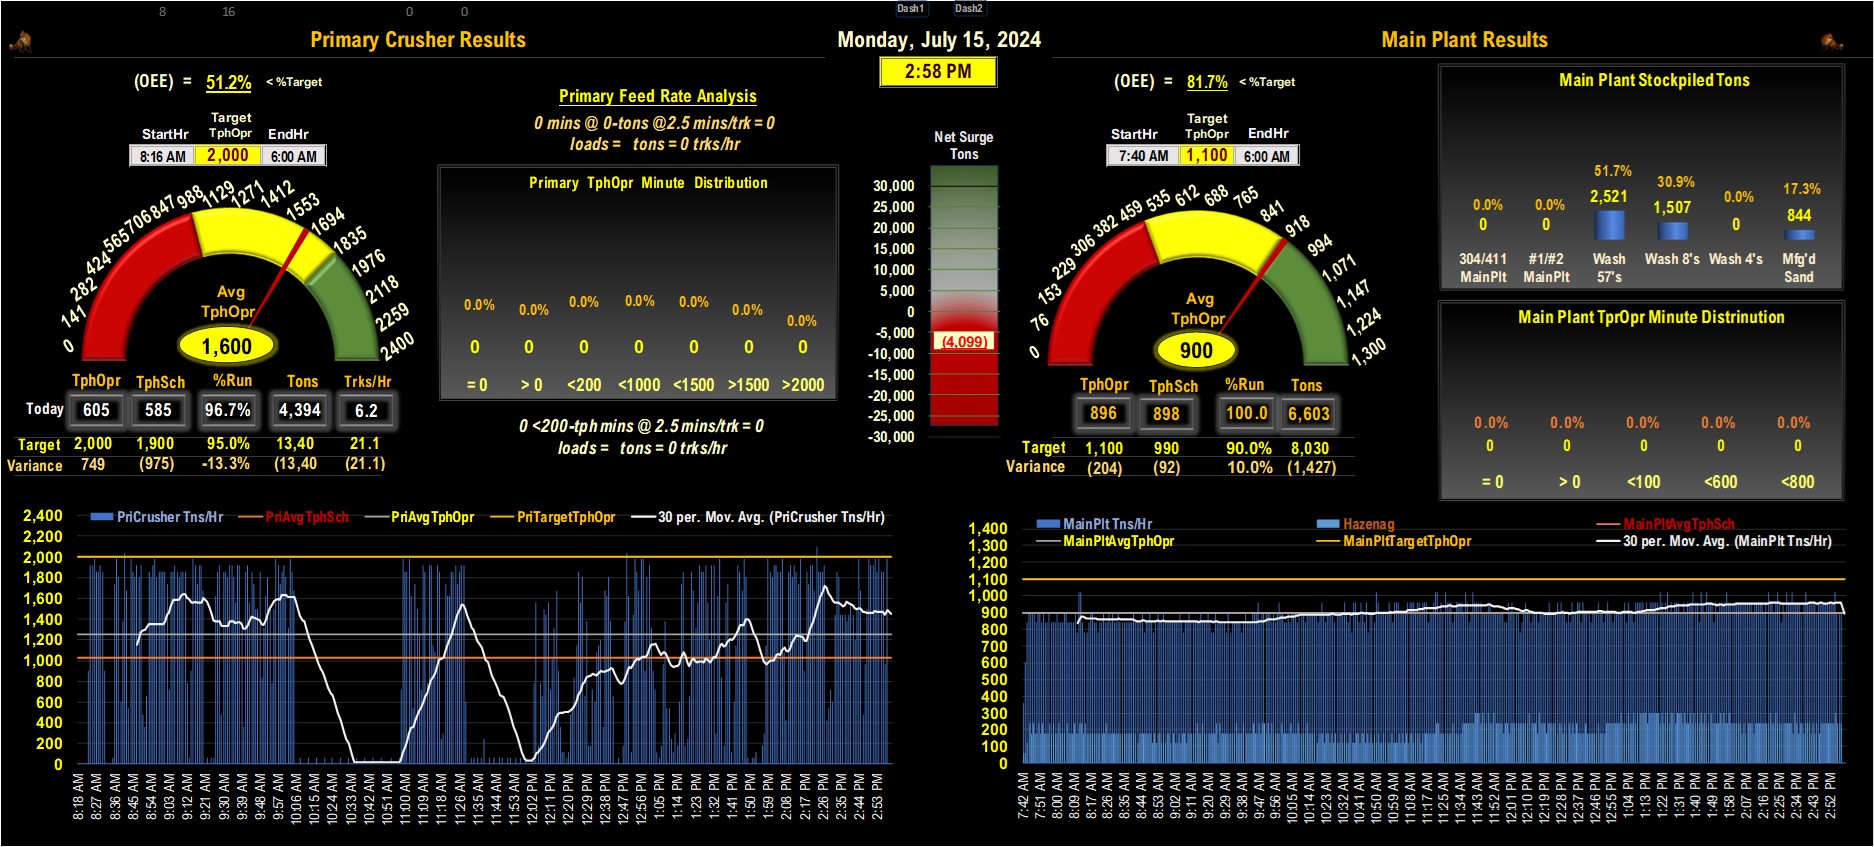 8 16 0 0 Dash1 Dash2
Primary Crusher Results
Monday, July 15, 2024
Main Plant Results
2:58 PM
(OEE) = 51.2% < %Target
Target
StartHr TphOpr EndHr
8:16 AM 2,000 6:00 AM
0 141 282 424 565 706 847 988 1129 1271 1412 1553 1694 1835 1976 2118 2259 2400
Avg
TphOpr
1,600
TphOpr TphSch %Run Tons Trks/Hr
Today 605 585 96.7% 4,394 6.2
Target 2,000 1,900 95.0% 13,40 21.1
Variance 749 (975) -13.3% (13,40 (21.1)
Primary Feed Rate Analysis
0 mins @ 0-tons @2.5 mins/trk = 0
loads = tons = 0 trks/hr
Primary TphOpr Minute Distribution
0.0% 0.0% 0.0% 0.0% 0.0% 0.0% 0.0%
0 0 0 0 0 0 0
= 0 > 0 <200 <1000 <1500 >1500 >2000
0 <200-tph mins @ 2.5 mins/trk = 0
loads = tons = 0 trks/hr
Net Surge
Tons
30,000
25,000
20,000
15,000
10,000
5,000
0
-5,000
(4,099)
-10,000
-15,000
-20,000
-25,000
-30,000
(OEE) = 81.7% < %Target
Target
StartHr TphOpr EndHr
7:40 AM 1,100 6:00 AM
0 76 153 229 306 382 459 535 612 688 765 841 918 994 1,071 1,147 1,224 1,300
Avg
TphOpr
900
TphOpr TphSch %Run Tons
896 898 100.0 6,603
Target 1,100 990 90.0% 8,030
Variance (204) (92) 10.0% (1,427)
Main Plant Stockpiled Tons
0.0% 0.0% 51.7% 30.9% 0.0% 17.3%
0 0 2,521 1,507 0 844
304/411 #1/#2 Wash Wash 8's Wash 4's Mfg'd
MainPlt MainPlt 57's Sand
Main Plant TprOpr Minute Distrinution
0.0% 0.0% 0.0% 0.0% 0.0%
0 0 0 0 0
= 0 > 0 <100 <600 <800
PriCrusher Tns/Hr PriAvgTphSch PriAvgTphOpr PriTargetTphOpr 30 per. Mov. Avg. (PriCrusher Tns/Hr)
2,400
2,200
2,000
1,800
1,600
1,400
1,200
1,000
800
600
400
200
0
8:18 AM 8:27 AM 8:36 AM 8:45 AM 8:54 AM 9:03 AM 9:12 AM 9:21 AM 9:30 AM 9:39 AM 9:48 AM 9:57 AM 10:06 AM 10:15 AM 10:24 AM 10:33 AM 10:42 AM 10:51 AM 11:00 AM 11:09 AM 11:18 AM 11:26 AM 11:35 AM 11:44 AM 11:53 AM 12:02 PM 12:11 PM 12:20 PM 12:29 PM 12:38 PM 12:47 PM 12:56 PM 1:05 PM 1:14 PM 1:23 PM 1:32 PM 1:41 PM 1:50 PM 1:59 PM 2:08 PM 2:17 PM 2:26 PM 2:35 PM 2:44 PM 2:53 PM
MainPlt Tns/Hr Hazenag MainPltAvgTphSch
MainPltAvgTphOpr MainPltTargetTphOpr 30 per. Mov. Avg. (MainPlt Tns/Hr)
1,400
1,300
1,200
1,100
1,000
900
800
700
600
500
400
300
200
100
0
7:42 AM 7:51 AM 8:00 AM 8:09 AM 8:17 AM 8:26 AM 8:35 AM 8:44 AM 8:53 AM 9:02 AM 9:11 AM 9:20 AM 9:29 AM 9:38 AM 9:47 AM 9:56 AM 10:05 AM 10:14 AM 10:23 AM 10:32 AM 10:41 AM 10:50 AM 10:59 AM 11:08 AM 11:17 AM 11:25 AM 11:34 AM 11:43 AM 11:52 AM 12:01 PM 12:10 PM 12:19 PM 12:28 PM 12:37 PM 12:46 PM 12:55 PM 1:04 PM 1:13 PM 1:22 PM 1:31 PM 1:40 PM 1:49 PM 1:58 PM 2:07 PM 2:16 PM 2:25 PM 2:34 PM 2:43 PM 2:52 PM